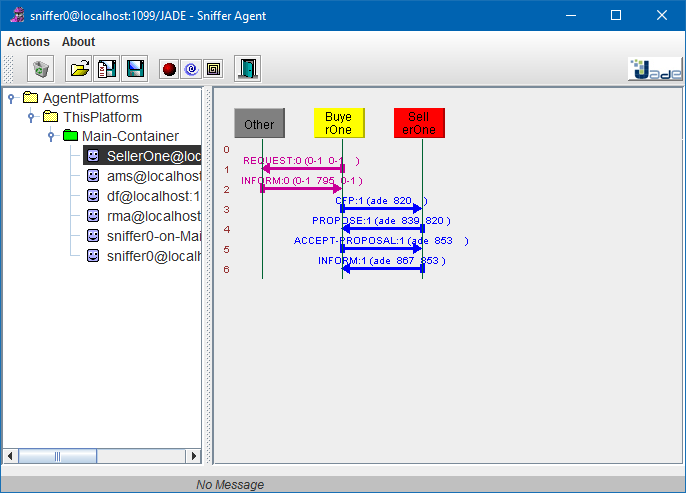 sniffer0@localhost:1099/JADE - Sniffer Agent
Actions About
Jade
AgentPlatforms
ThisPlatform
Main-Container
SellerOne@loc
ams@localhost
df@localhost:1
rma@localhost
sniffer0-on-Mai
sniffer0@localh
Other
Buye
rOne
Sell
erOne
0
REQUEST:0 (0-1 0-1 )
1
INFORM:0 (0-1 795 0-1 )
2
CFP:1 (ade 820 )
3
PROPOSE:1 (ade 839 820 )
4
ACCEPT-PROPOSAL:1 (ade 853 )
5
INFORM:1 (ade 867 853 )
6
No Message